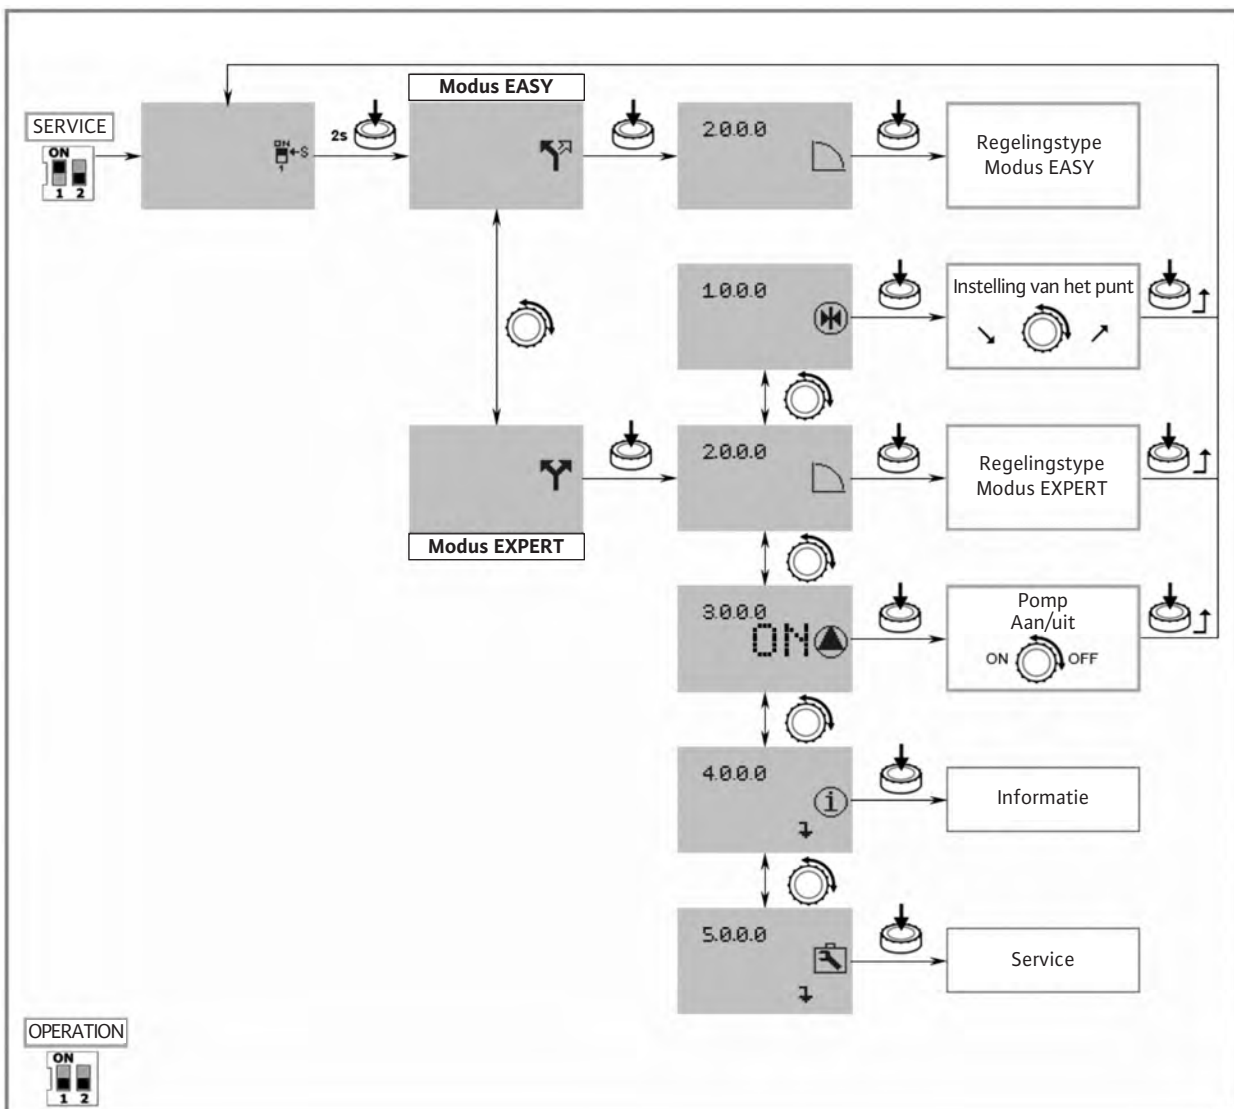 Modus EASY
SERVICE
ON
1 2
ON
←S
1
2s
2.0.0.0
Regelingstype
Modus EASY
1.0.0.0
Instelling van het punt
2.0.0.0
Regelingstype
Modus EXPERT
Modus EXPERT
3.0.0.0
ON
Pomp
Aan/uit
ON OFF
4.0.0.0
i
Informatie
5.0.0.0
Service
OPERATION
ON
1 2